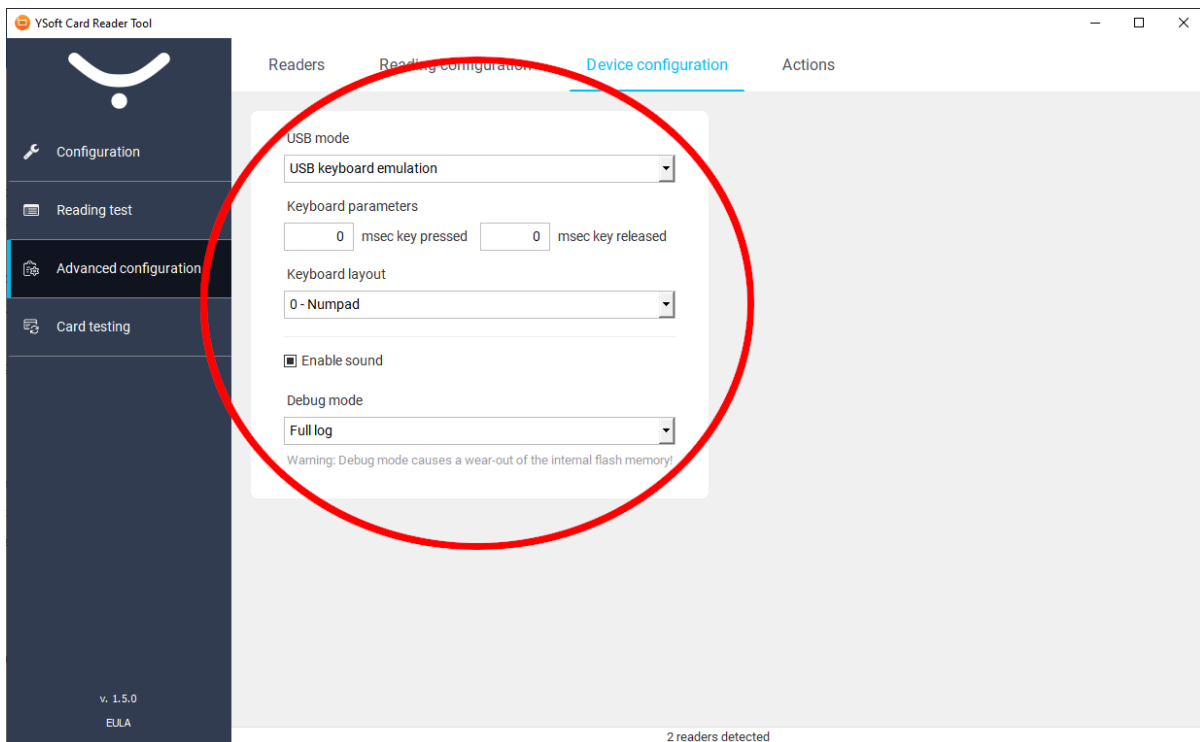 YSoft Card Reader Tool
Readers Reading configuration Device configuration Actions
Configuration
Reading test
Advanced configuration
Card testing
USB mode
USB keyboard emulation
Keyboard parameters
0 msec key pressed 0 msec key released
Keyboard layout
0 - Numpad
Enable sound
Debug mode
Full log
Warning: Debug mode causes a wear-out of the internal flash memory!
v. 1.5.0
EULA
2 readers detected